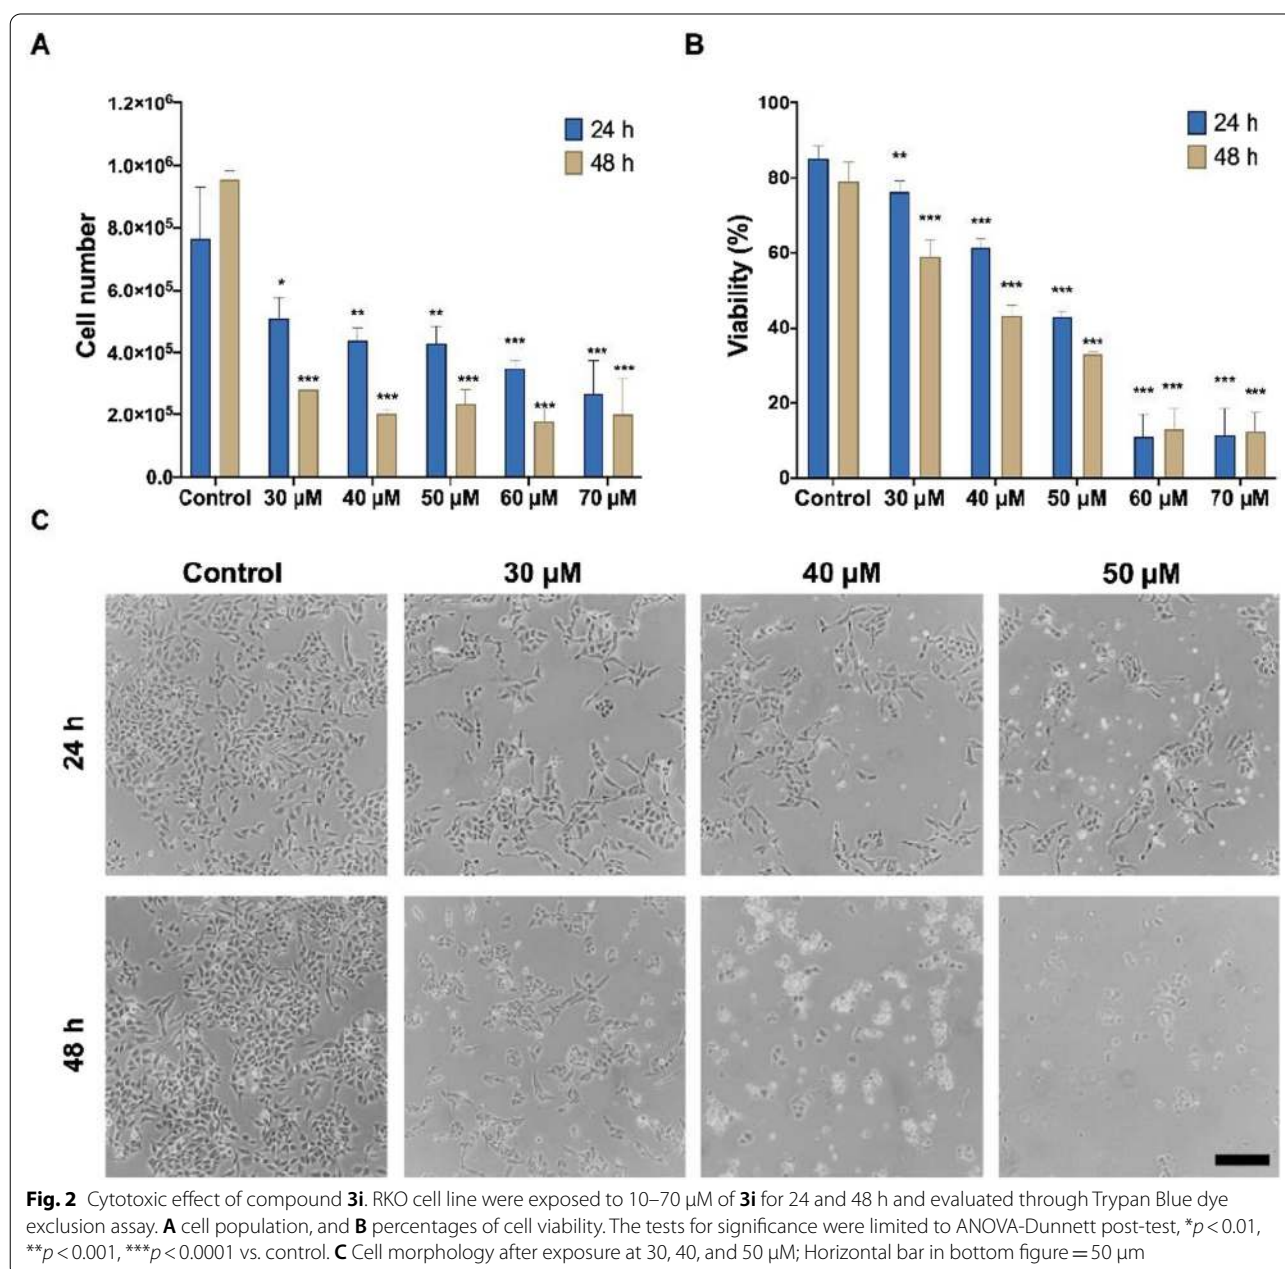 A
B
1.2×10⁶
1.0×10⁶
8.0×10⁵
6.0×10⁵
4.0×10⁵
2.0×10⁵
0.0
Cell number
24 h
48 h
*
***
**
***
**
***
***
***
***
***
Control 30 µM 40 µM 50 µM 60 µM 70 µM
100
80
60
40
20
0
Viability (%)
24 h
48 h
**
***
***
***
***
***
***
***
***
***
Control 30 µM 40 µM 50 µM 60 µM 70 µM
C
Control 30 µM 40 µM 50 µM
24 h
48 h
Fig. 2 Cytotoxic effect of compound 3i. RKO cell line were exposed to 10–70 µM of 3i for 24 and 48 h and evaluated through Trypan Blue dye
exclusion assay. A cell population, and B percentages of cell viability. The tests for significance were limited to ANOVA-Dunnett post-test, *p < 0.01,
**p < 0.001, ***p < 0.0001 vs. control. C Cell morphology after exposure at 30, 40, and 50 µM; Horizontal bar in bottom figure = 50 µm